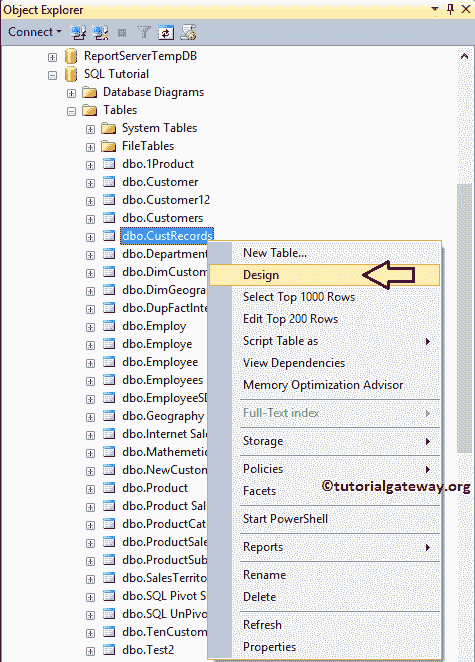 Object Explorer
Connect
ReportServerTempDB
SQL Tutorial
Database Diagrams
Tables
System Tables
FileTables
dbo.1Product
dbo.Customer
dbo.Customer12
dbo.Customers
dbo.CustRecords
dbo.Department
dbo.DimCustom
dbo.DimGeogra
dbo.DupFactInte
dbo.Employ
dbo.Employe
dbo.Employee
dbo.Employees
dbo.EmployeeSD
dbo.Geography
dbo.Internet Sale
dbo.Mathemetic
dbo.NewCustom
dbo.Product
dbo.Product Sal
dbo.ProductCat
dbo.ProductSale
dbo.ProductSub
dbo.SalesTerrito
dbo.SQL Pivot S
dbo.SQL UnPivo
dbo.TenCustom
dbo.Test2
New Table...
Design
Select Top 1000 Rows
Edit Top 200 Rows
Script Table as
View Dependencies
Memory Optimization Advisor
Full-Text index
Storage
Policies
Facets
©tutorialgateway.org
Start PowerShell
Reports
Rename
Delete
Refresh
Properties